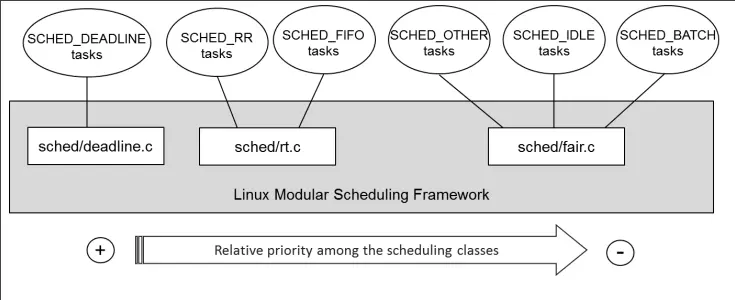 SCHED_DEADLINE
tasks
SCHED_RR
tasks
SCHED_FIFO
tasks
SCHED_OTHER
tasks
SCHED_IDLE
tasks
SCHED_BATCH
tasks
sched/deadline.c
sched/rt.c
sched/fair.c
Linux Modular Scheduling Framework
+
Relative priority among the scheduling classes
-